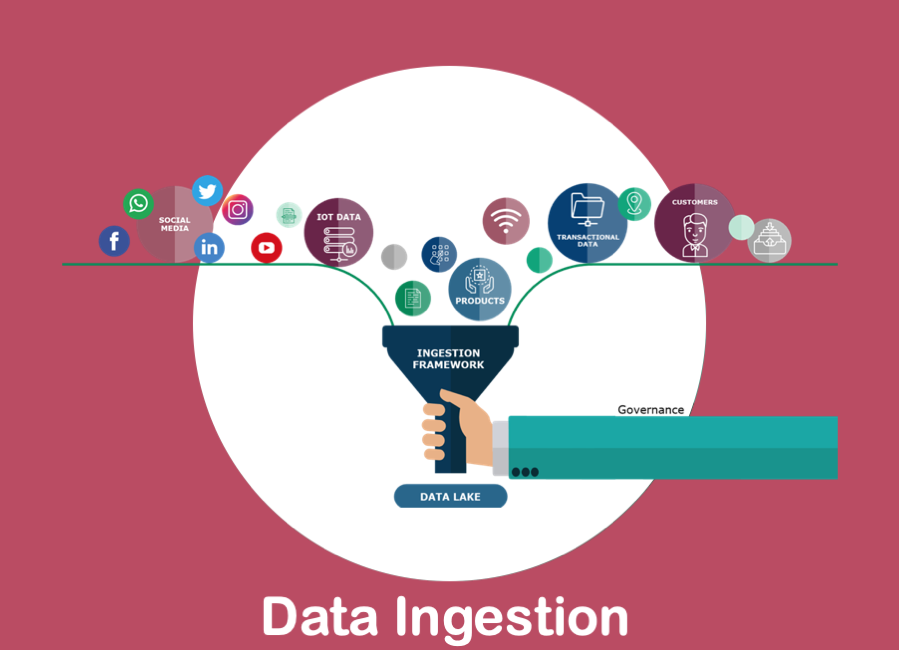 SOCIAL
MEDIA
IOT DATA
PRODUCTS
TRANSACTIONAL
DATA
CUSTOMERS
INGESTION
FRAMEWORK
Governance
DATA LAKE
Data Ingestion